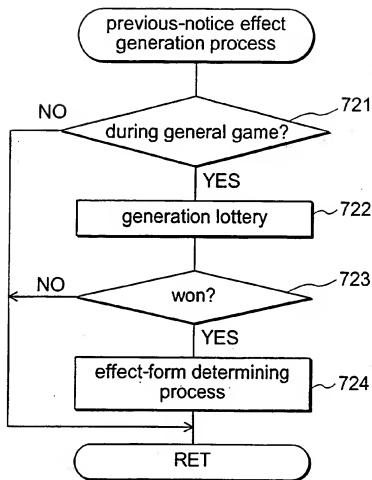 previous-notice effect
generation process
NO
721
during general game?
YES
generation lottery
722
723
NO
won?
YES
effect-form determining
process
724
RET